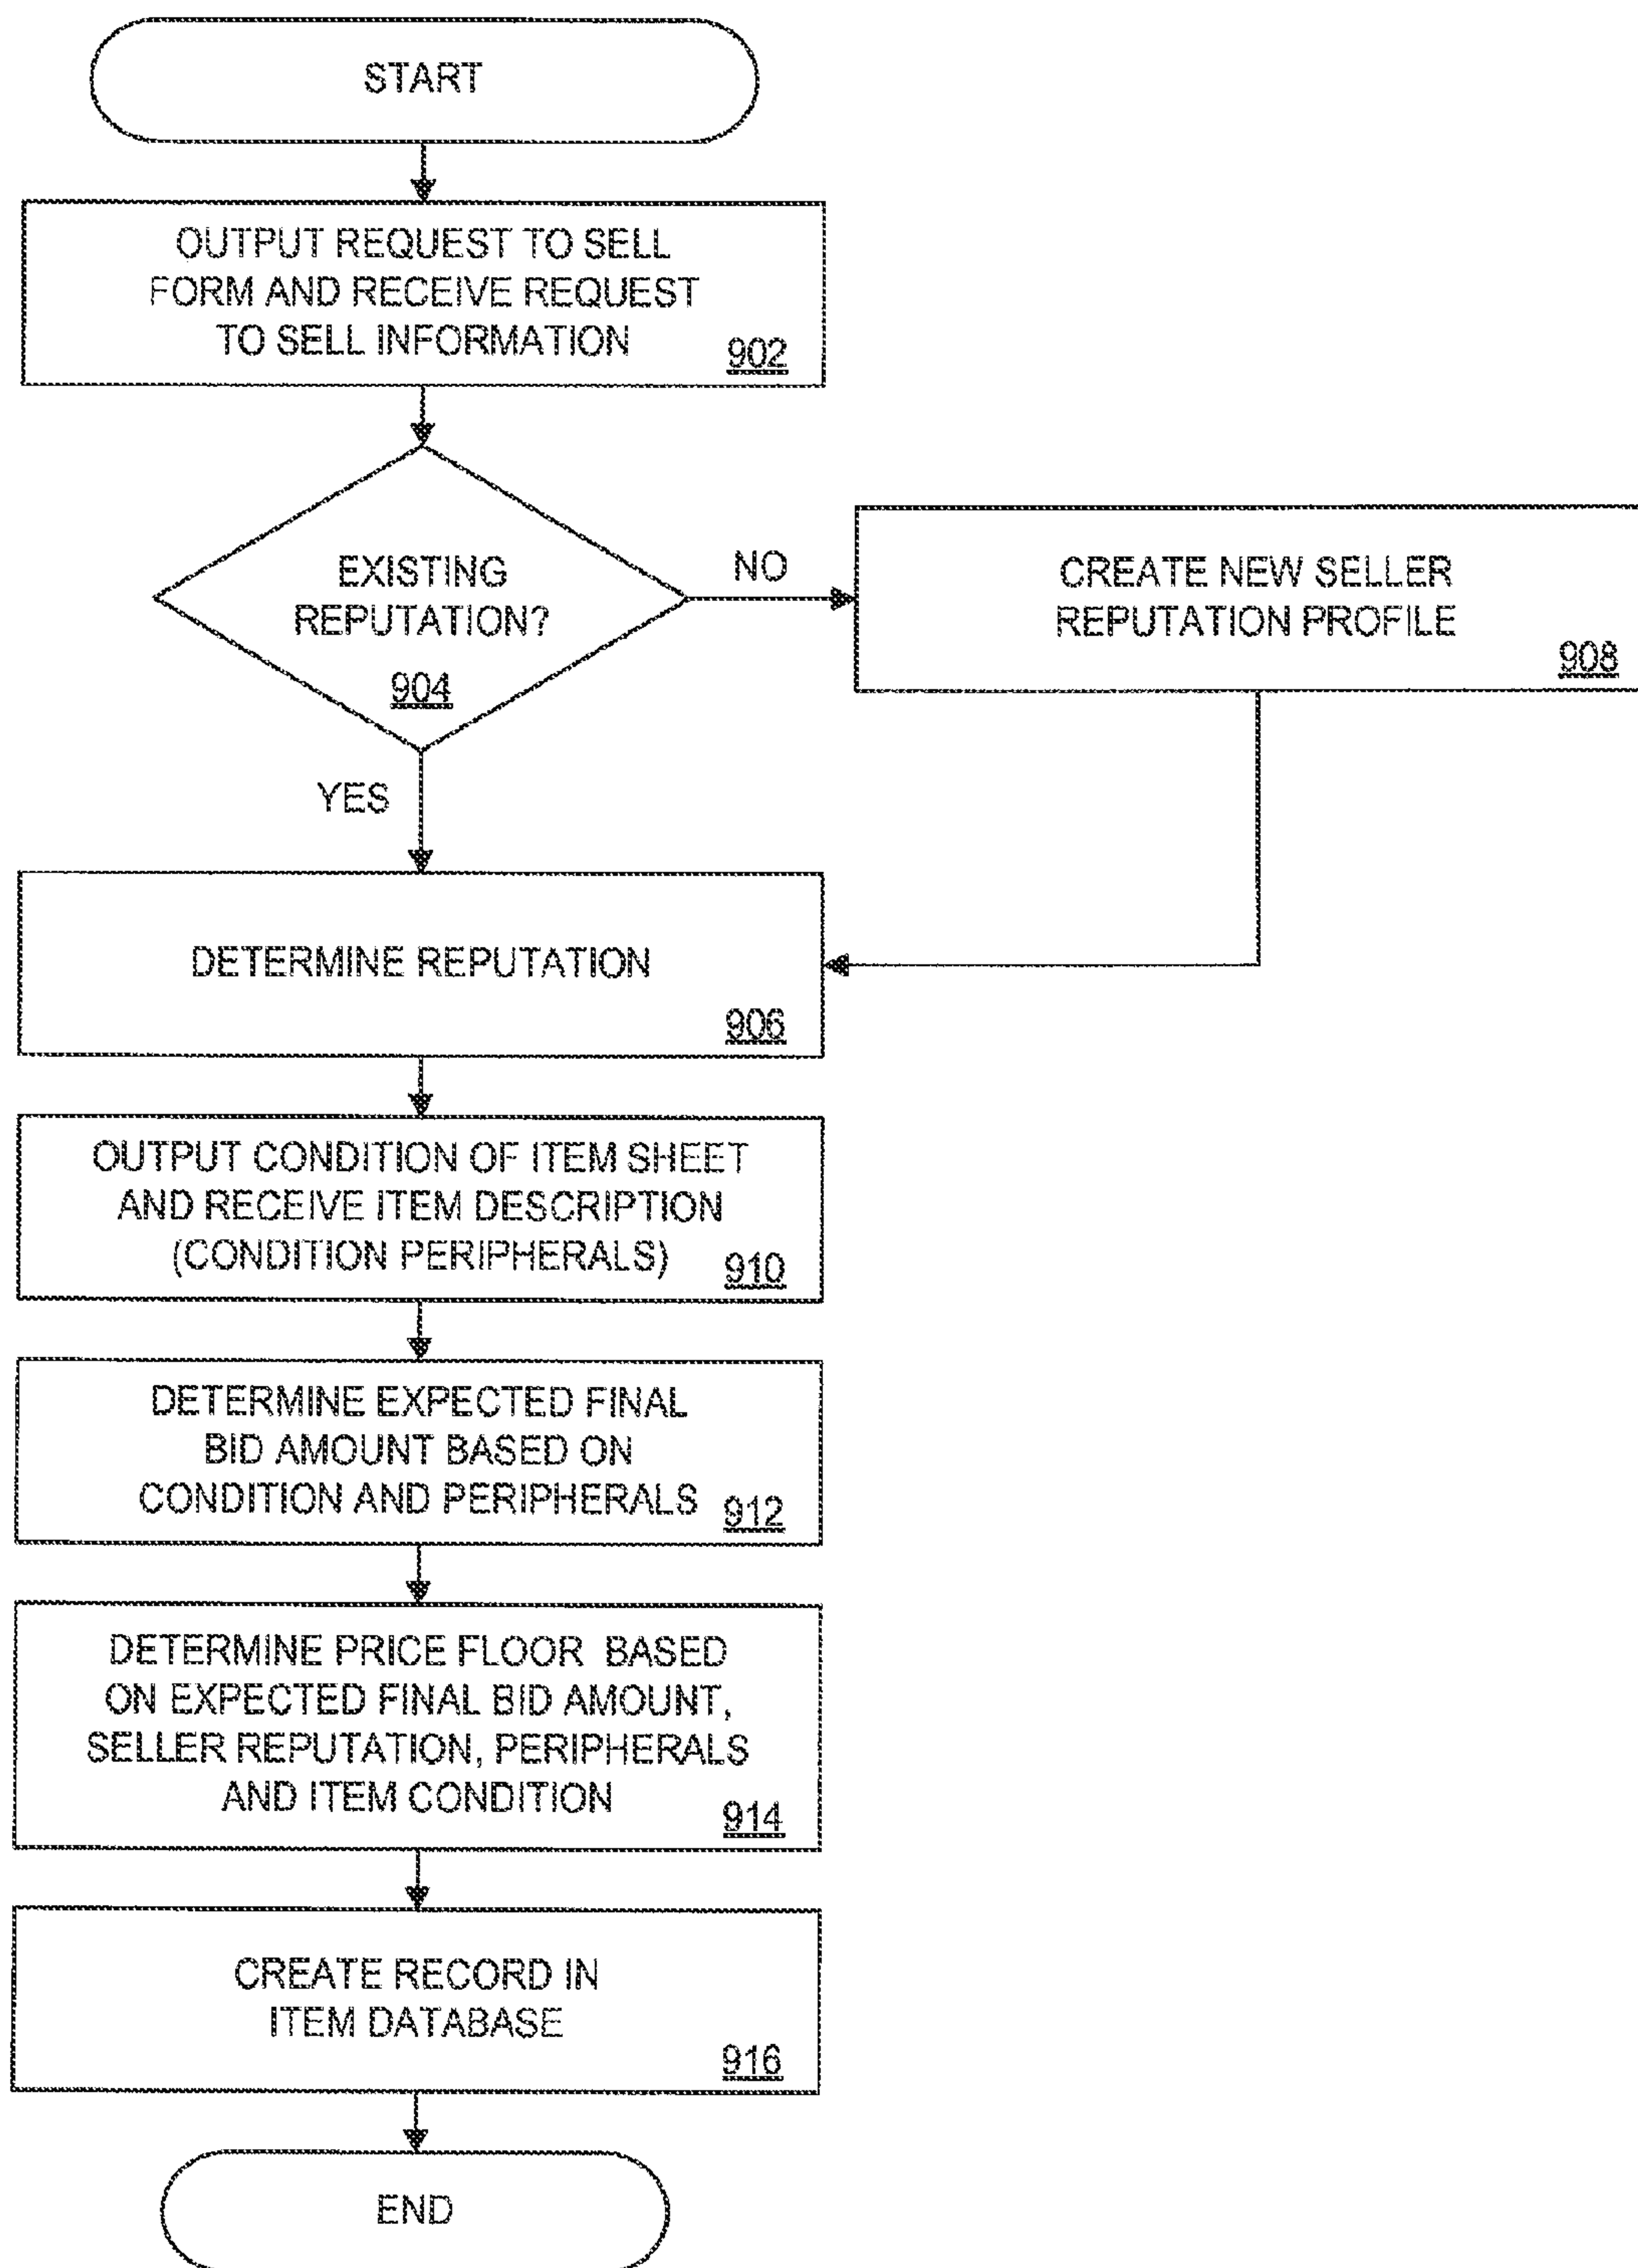 START
OUTPUT REQUEST TO SELL
FORM AND RECEIVE REQUEST
TO SELL INFORMATION
902
EXISTING
REPUTATION?
904
NO
CREATE NEW SELLER
REPUTATION PROFILE
908
YES
DETERMINE REPUTATION
906
OUTPUT CONDITION OF ITEM SHEET
AND RECEIVE ITEM DESCRIPTION
(CONDITION PERIPHERALS)
910
DETERMINE EXPECTED FINAL
BID AMOUNT BASED ON
CONDITION AND PERIPHERALS
912
DETERMINE PRICE FLOOR BASED
ON EXPECTED FINAL BID AMOUNT,
SELLER REPUTATION, PERIPHERALS
AND ITEM CONDITION
914
CREATE RECORD IN
ITEM DATABASE
916
END